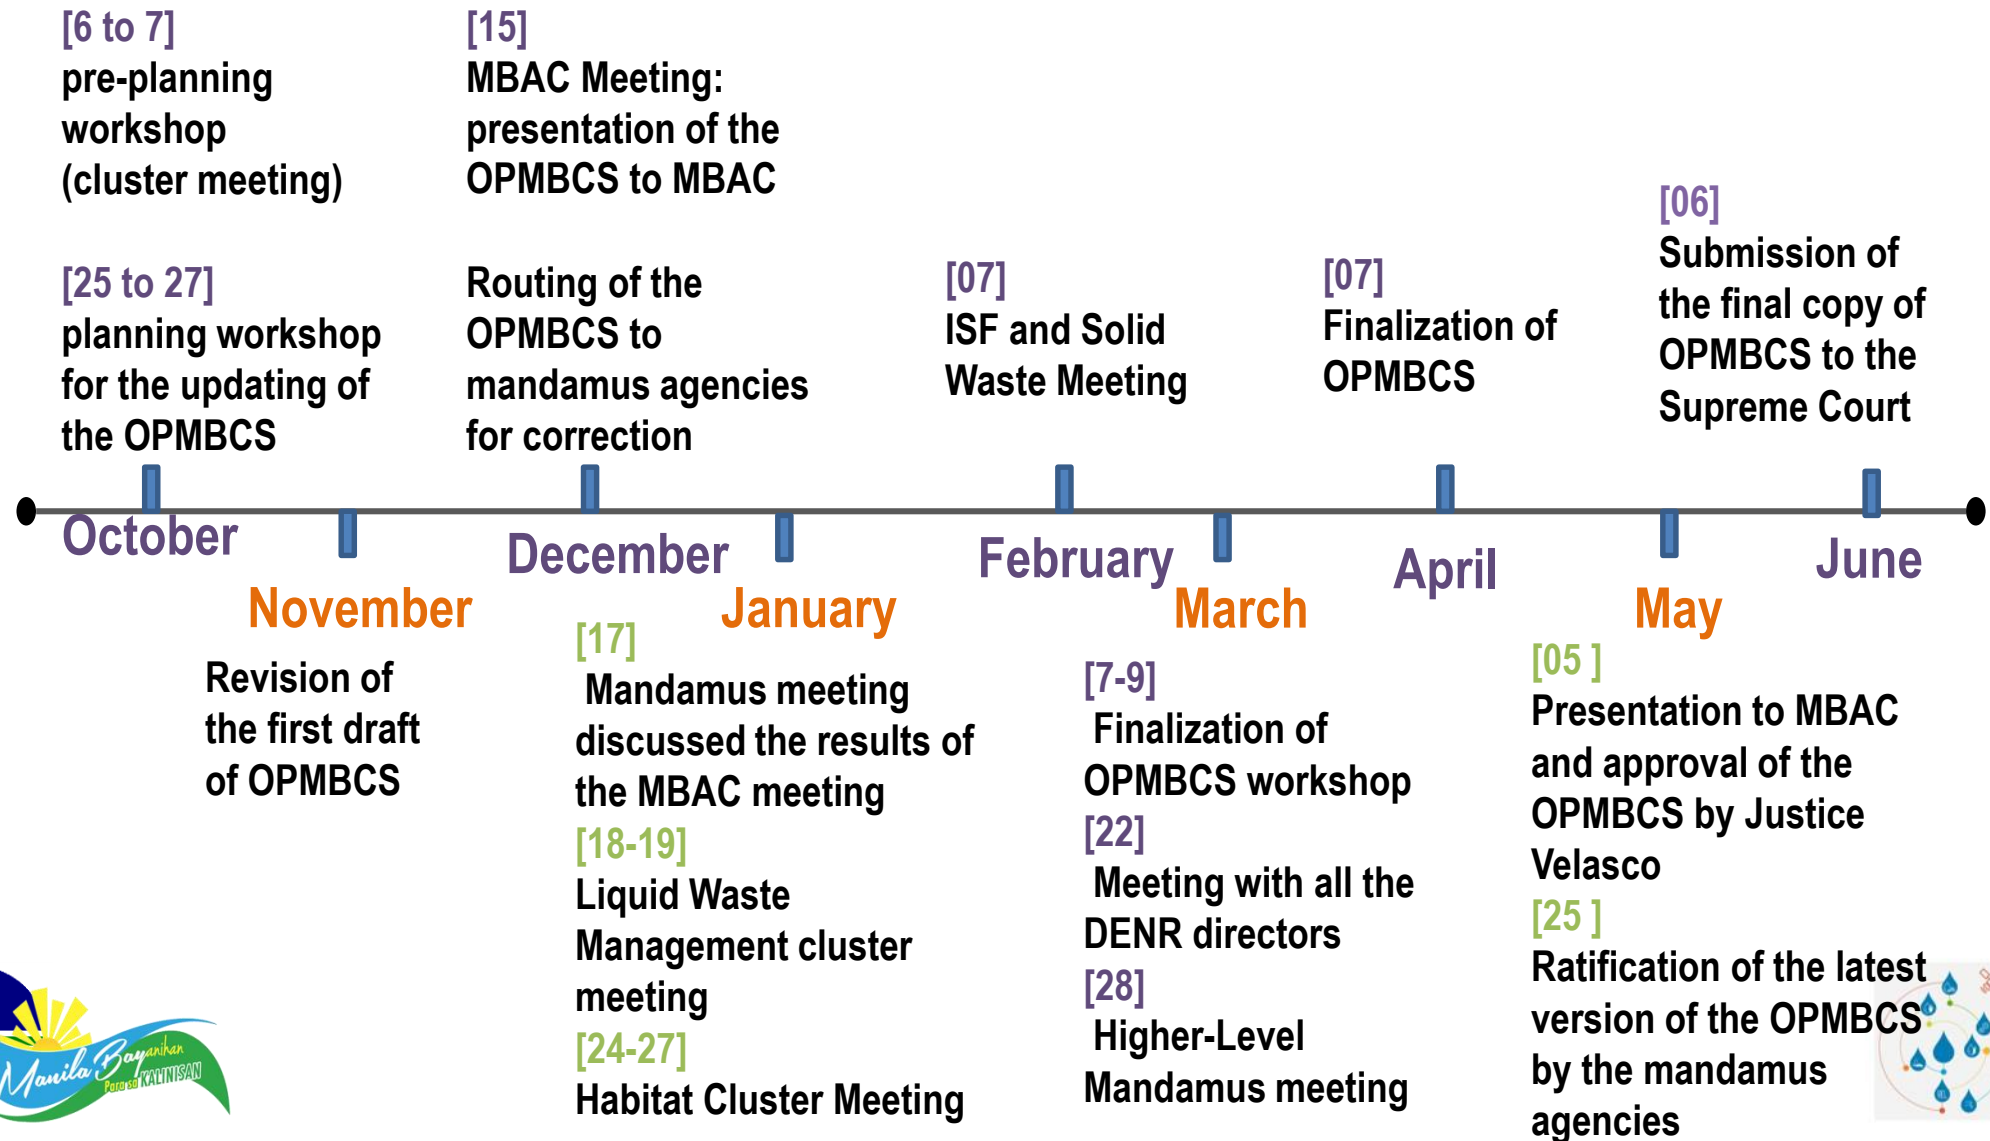 [6 to 7]
pre-planning
workshop
(cluster meeting)
[25 to 27]
planning workshop
for the updating of
the OPMBCS
[15]
MBAC Meeting:
presentation of the
OPMBCS to MBAC
Routing of the
OPMBCS to
mandamus agencies
for correction
[07]
ISF and Solid
Waste Meeting
[07]
Finalization of
OPMBCS
[06]
Submission of
the final copy of
OPMBCS to the
Supreme Court
October
November
December
January
February
March
April
May
June
Revision of
the first draft
of OPMBCS
[17]
Mandamus meeting
discussed the results of
the MBAC meeting
[18-19]
Liquid Waste
Management cluster
meeting
[24-27]
Habitat Cluster Meeting
[7-9]
Finalization of
OPMBCS workshop
[22]
Meeting with all the
DENR directors
[28]
Higher-Level
Mandamus meeting
[05 ]
Presentation to MBAC
and approval of the
OPMBCS by Justice
Velasco
[25 ]
Ratification of the latest
version of the OPMBCS
by the mandamus
agencies
Manila Bayanihan
Para sa KALINISAN